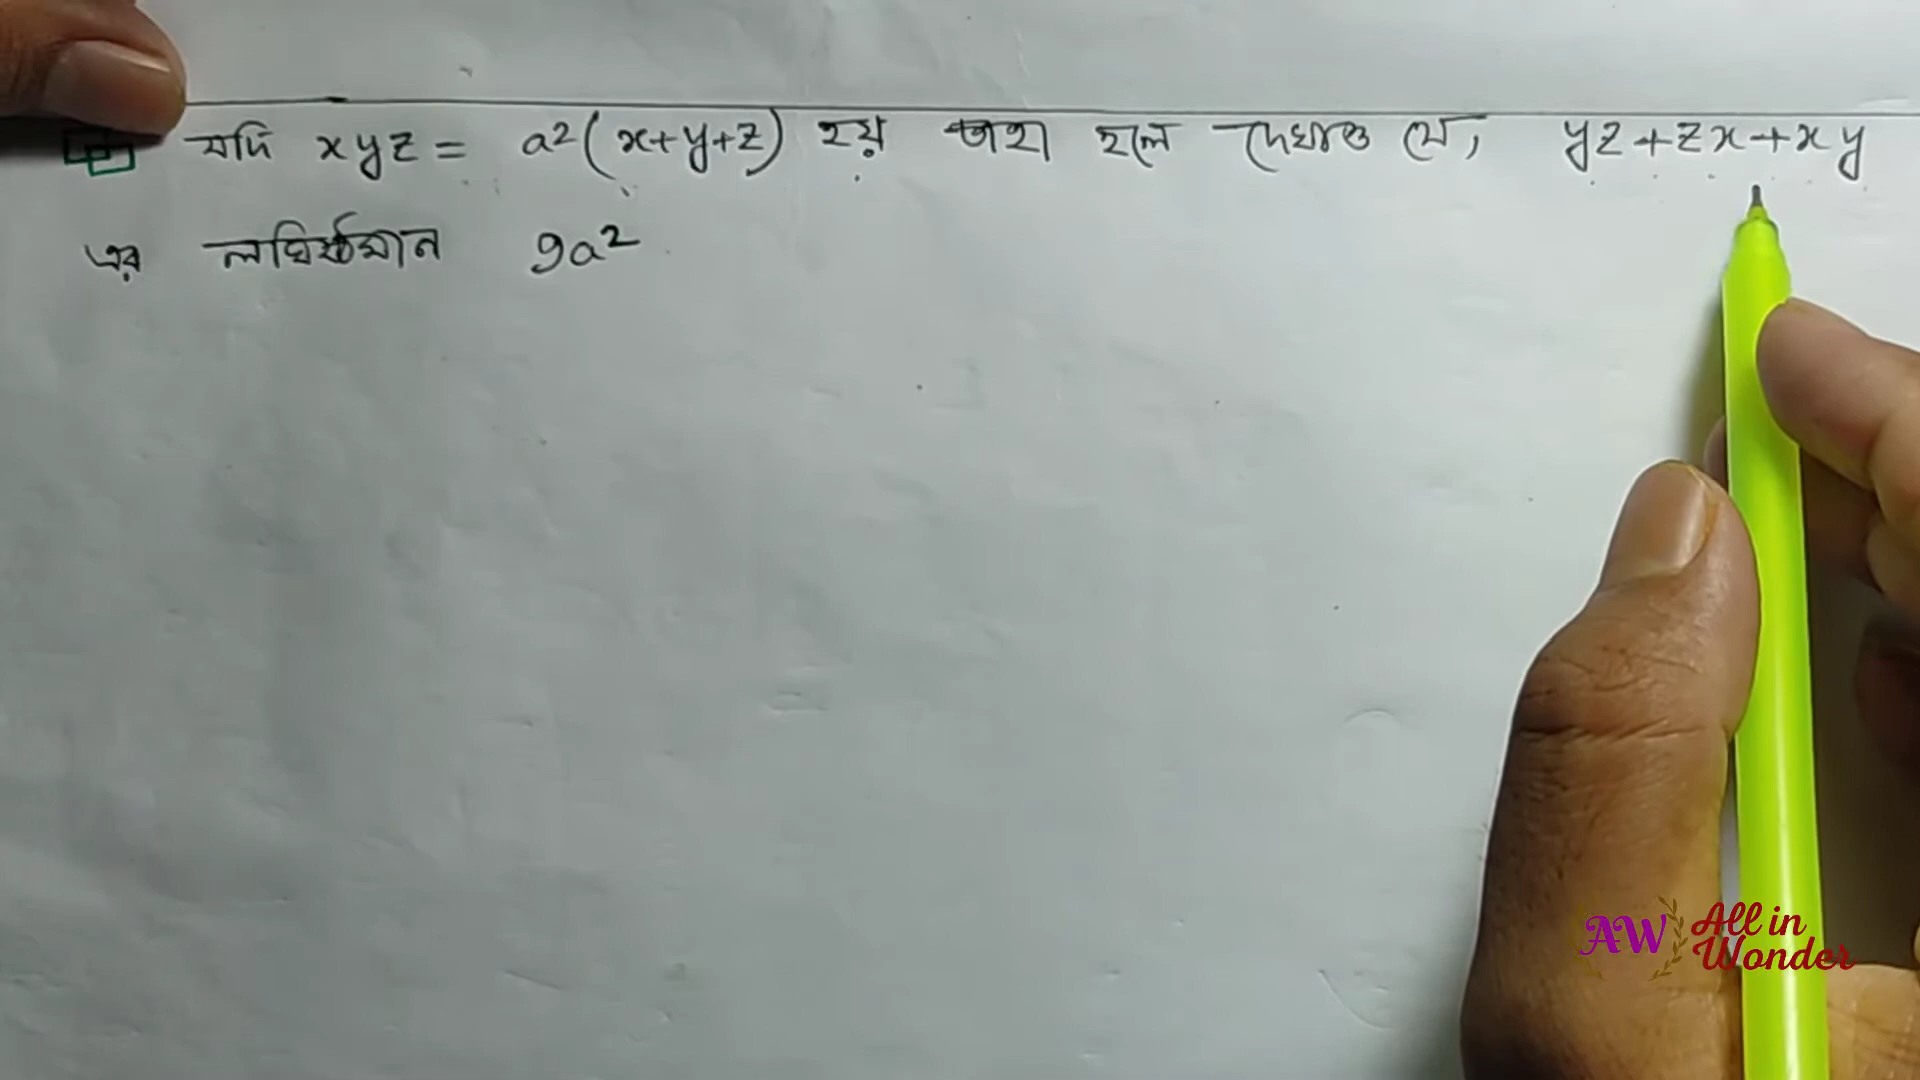 যদি xyz = a²(x+y+z) হয় তাহা হলে দেখাও যে, yz+zx+xy
এর লঘিষ্ঠমান 9a²
AW All in
Wonder